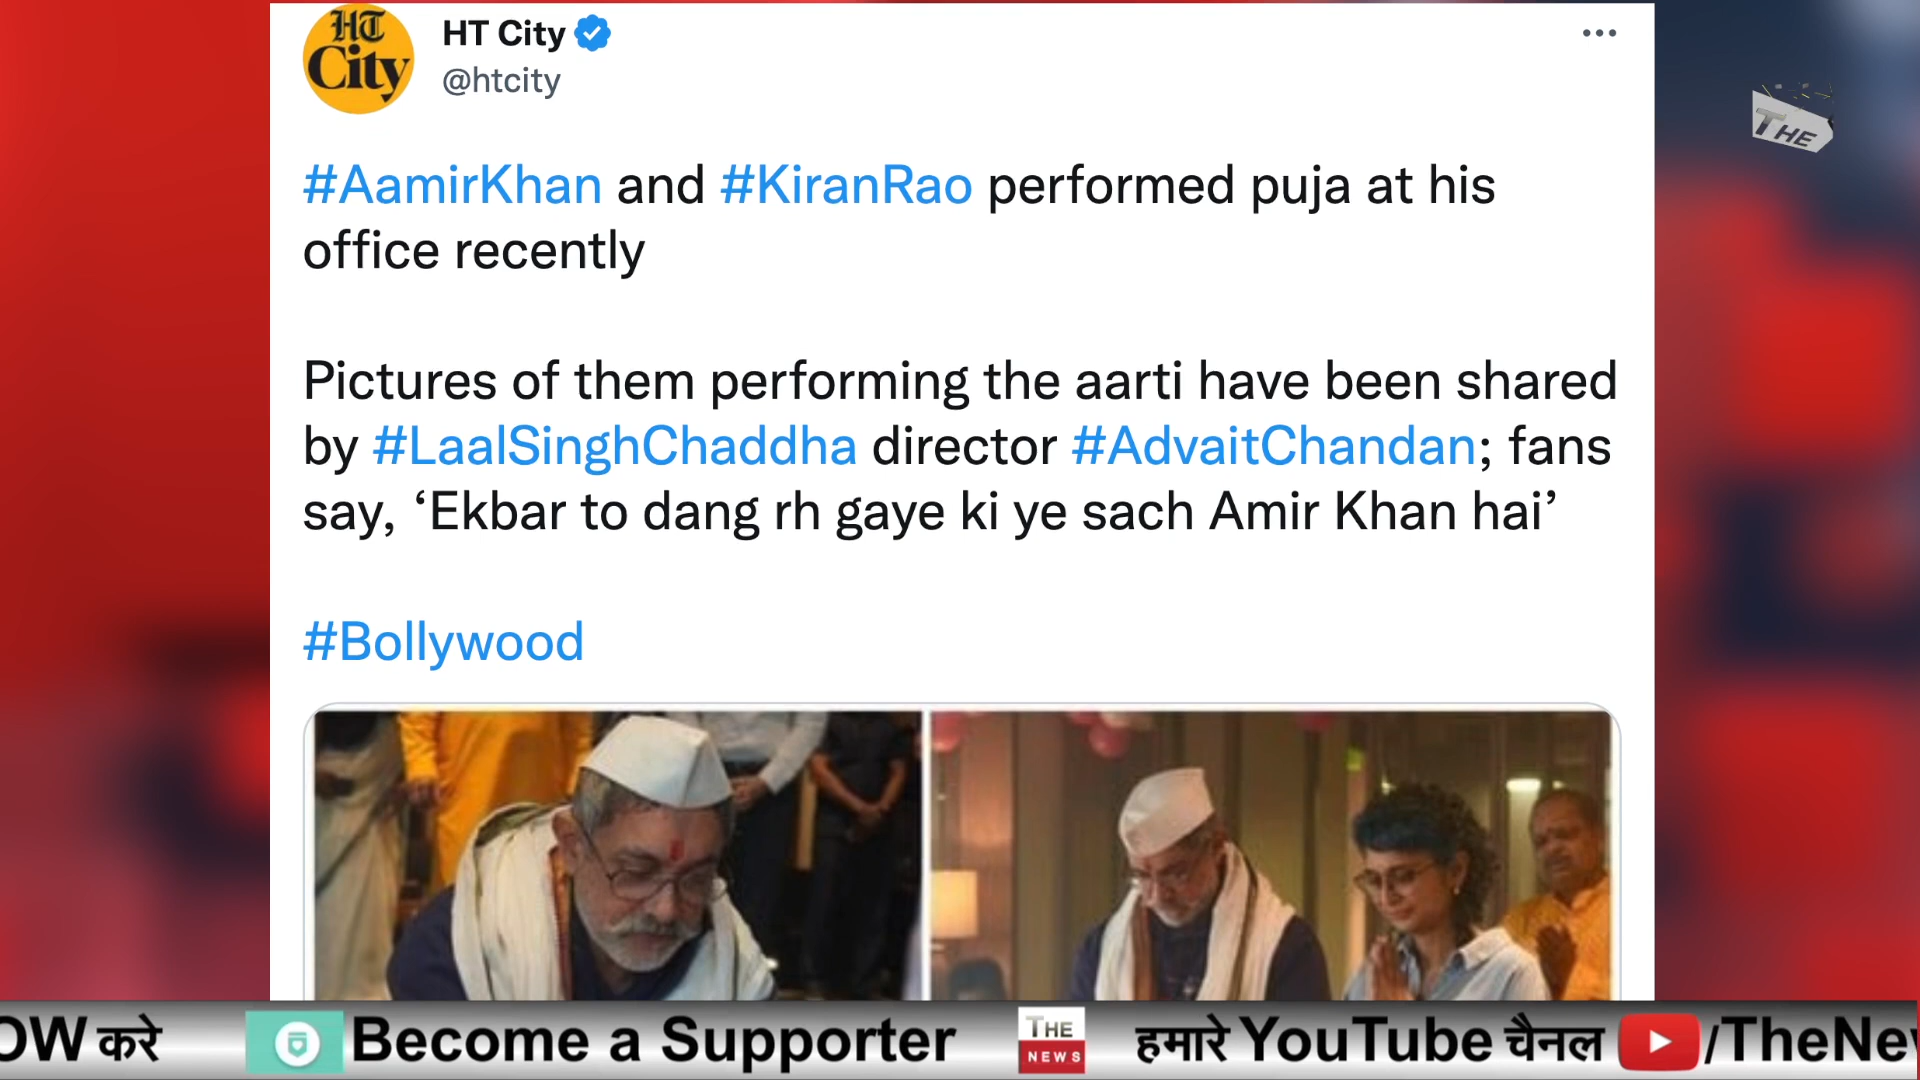 HT
City
HT City
@htcity
THE
#AamirKhan and #KiranRao performed puja at his
office recently
Pictures of them performing the aarti have been shared
by #LaalSinghChaddha director #AdvaitChandan; fans
say, ‘Ekbar to dang rh gaye ki ye sach Amir Khan hai’
#Bollywood
OW करे Become a Supporter THE NEWS हमारे YouTube चैनल /TheNew